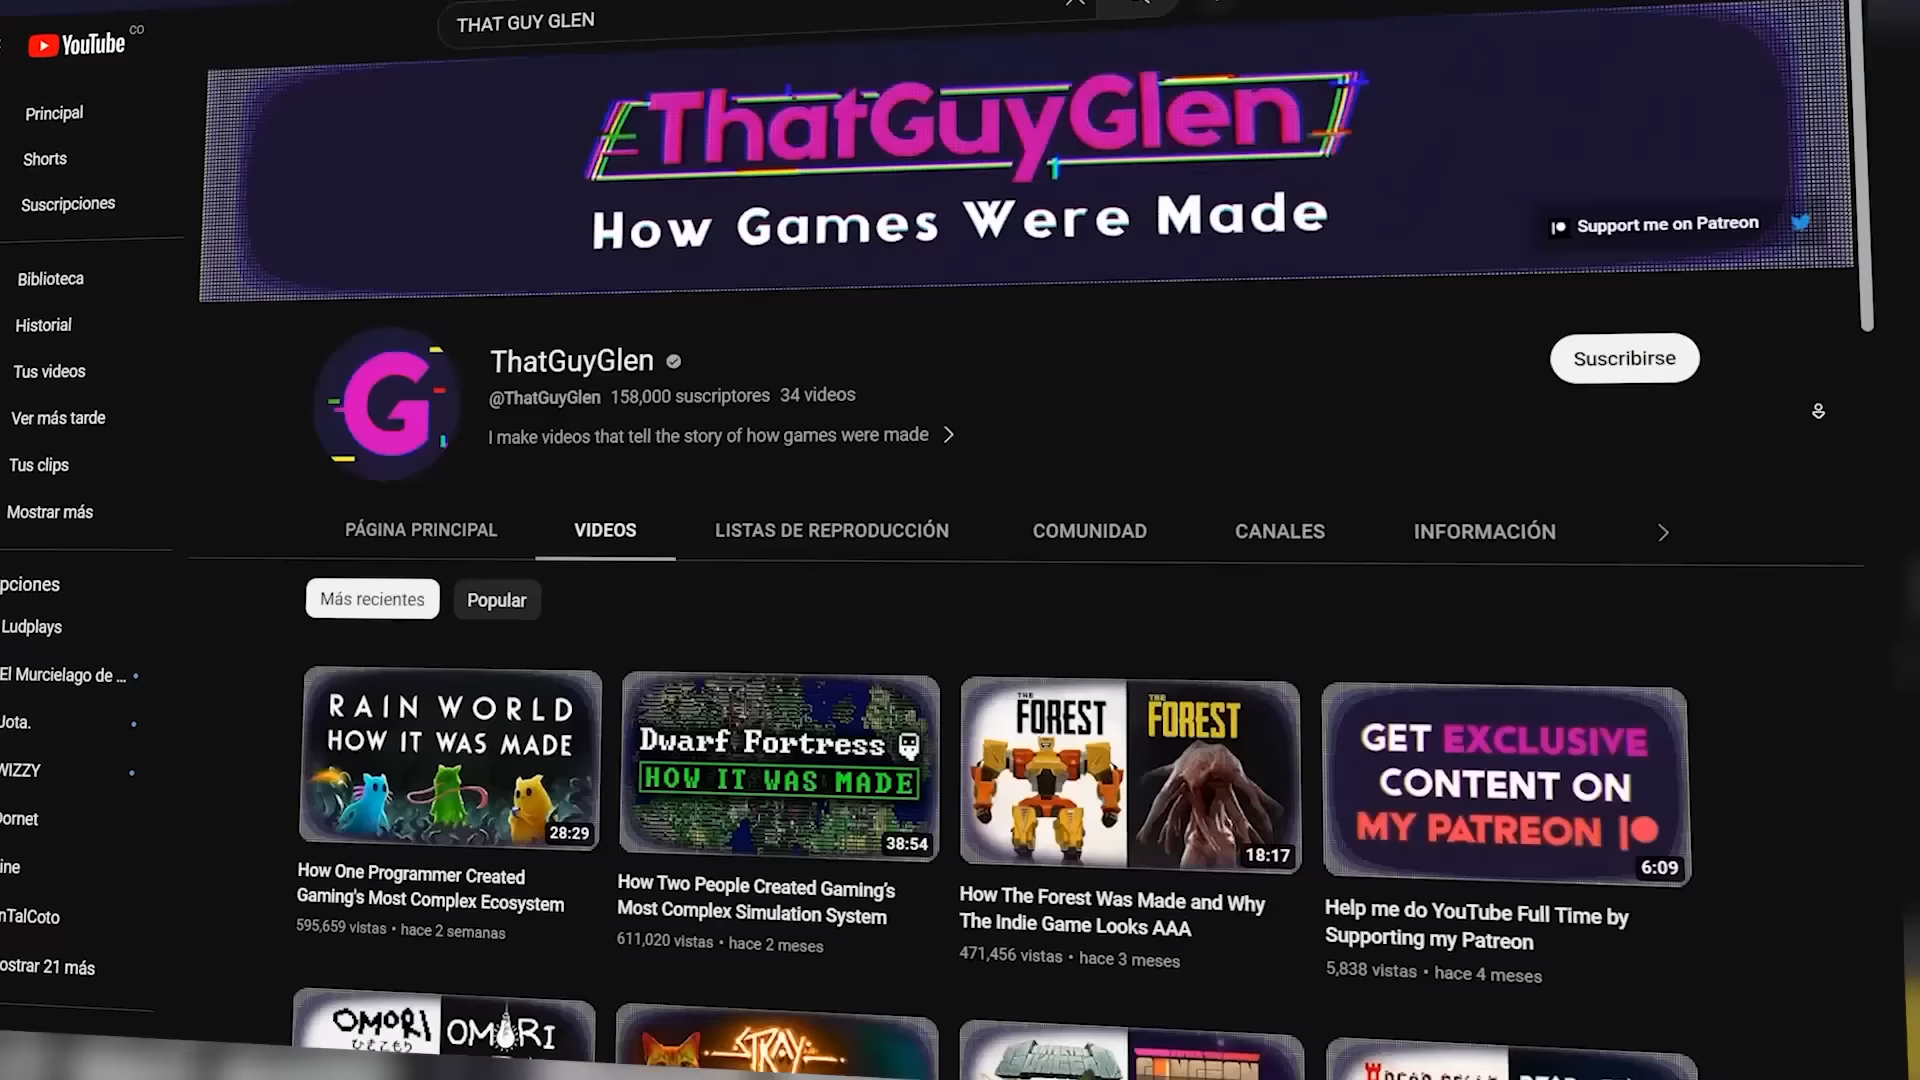 YouTube CO
THAT GUY GLEN
Principal
Shorts
Suscripciones
Biblioteca
Historial
Tus videos
Ver más tarde
Tus clips
Mostrar más
pciones
Ludplays
El Murcielago de ...
Jota.
WIZZY
Dornet
ine
nTalCoto
ostrar 21 más
ThatGuyGlen
How Games Were Made
Support me on Patreon
G
ThatGuyGlen
@ThatGuyGlen 158,000 suscriptores 34 videos
I make videos that tell the story of how games were made
Suscribirse
PÁGINA PRINCIPAL
VIDEOS
LISTAS DE REPRODUCCIÓN
COMUNIDAD
CANALES
INFORMACIÓN
Más recientes
Popular
RAIN WORLD
HOW IT WAS MADE
28:29
How One Programmer Created
Gaming's Most Complex Ecosystem
595,659 vistas • hace 2 semanas
Dwarf Fortress
HOW IT WAS MADE
38:54
How Two People Created Gaming's
Most Complex Simulation System
611,020 vistas • hace 2 meses
THE FOREST
THE FOREST
18:17
How The Forest Was Made and Why
The Indie Game Looks AAA
471,456 vistas • hace 3 meses
GET EXCLUSIVE
CONTENT ON
MY PATREON
6:09
Help me do YouTube Full Time by
Supporting my Patreon
5,838 vistas • hace 4 meses
OMORI
ひきこもり
OMORI
STRAY